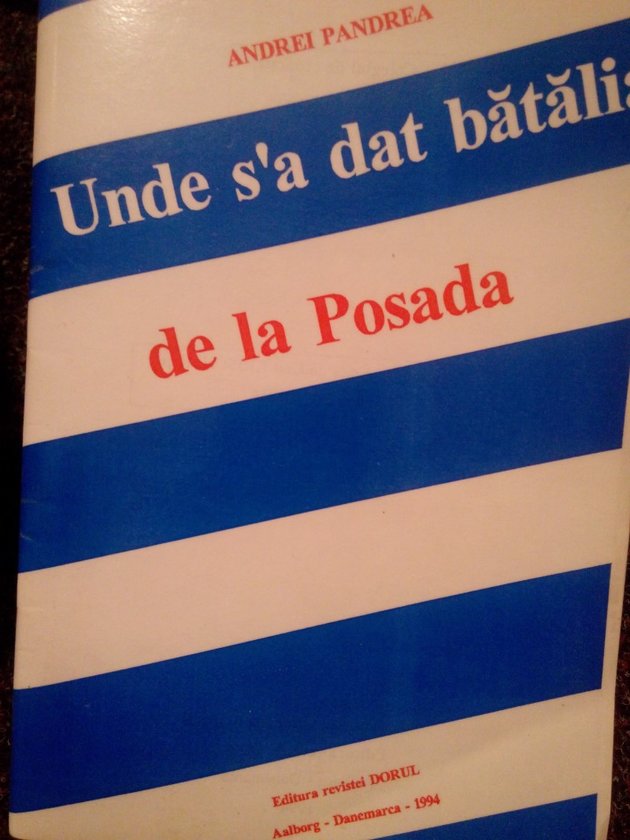 ANDREI PANDREA
Unde s'a dat bătălia
de la Posada
Editura revistei DORUL
Aalborg - Danemarca - 1994